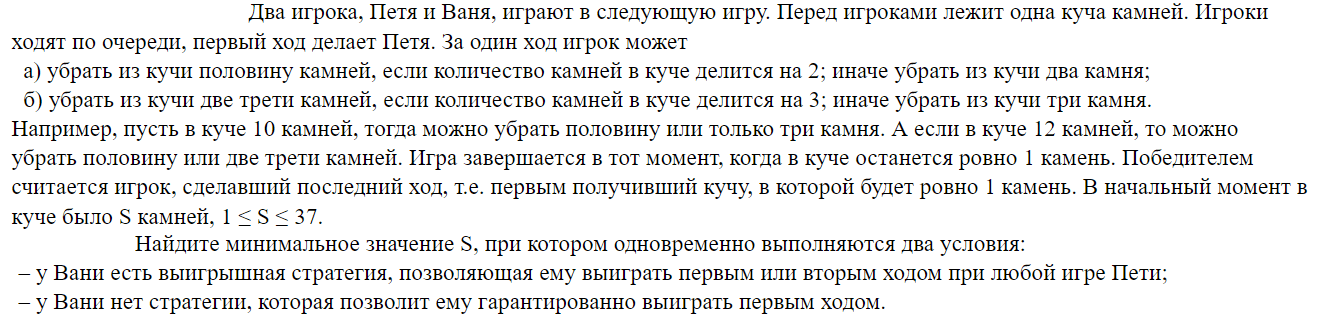 Два игрока, Петя и Ваня, играют в следующую игру. Перед игроками лежит одна куча камней. Игроки
ходят по очереди, первый ход делает Петя. За один ход игрок может
а) убрать из кучи половину камней, если количество камней в куче делится на 2; иначе убрать из кучи два камня;
б) убрать из кучи две трети камней, если количество камней в куче делится на 3; иначе убрать из кучи три камня.
Например, пусть в куче 10 камней, тогда можно убрать половину или только три камня. А если в куче 12 камней, то можно
убрать половину или две трети камней. Игра завершается в тот момент, когда в куче останется ровно 1 камень. Победителем
считается игрок, сделавший последний ход, т.е. первым получивший кучу, в которой будет ровно 1 камень. В начальный момент в
куче было S камней, 1 ≤ S ≤ 37.
Найдите минимальное значение S, при котором одновременно выполняются два условия:
– у Вани есть выигрышная стратегия, позволяющая ему выиграть первым или вторым ходом при любой игре Пети;
– у Вани нет стратегии, которая позволит ему гарантированно выиграть первым ходом.